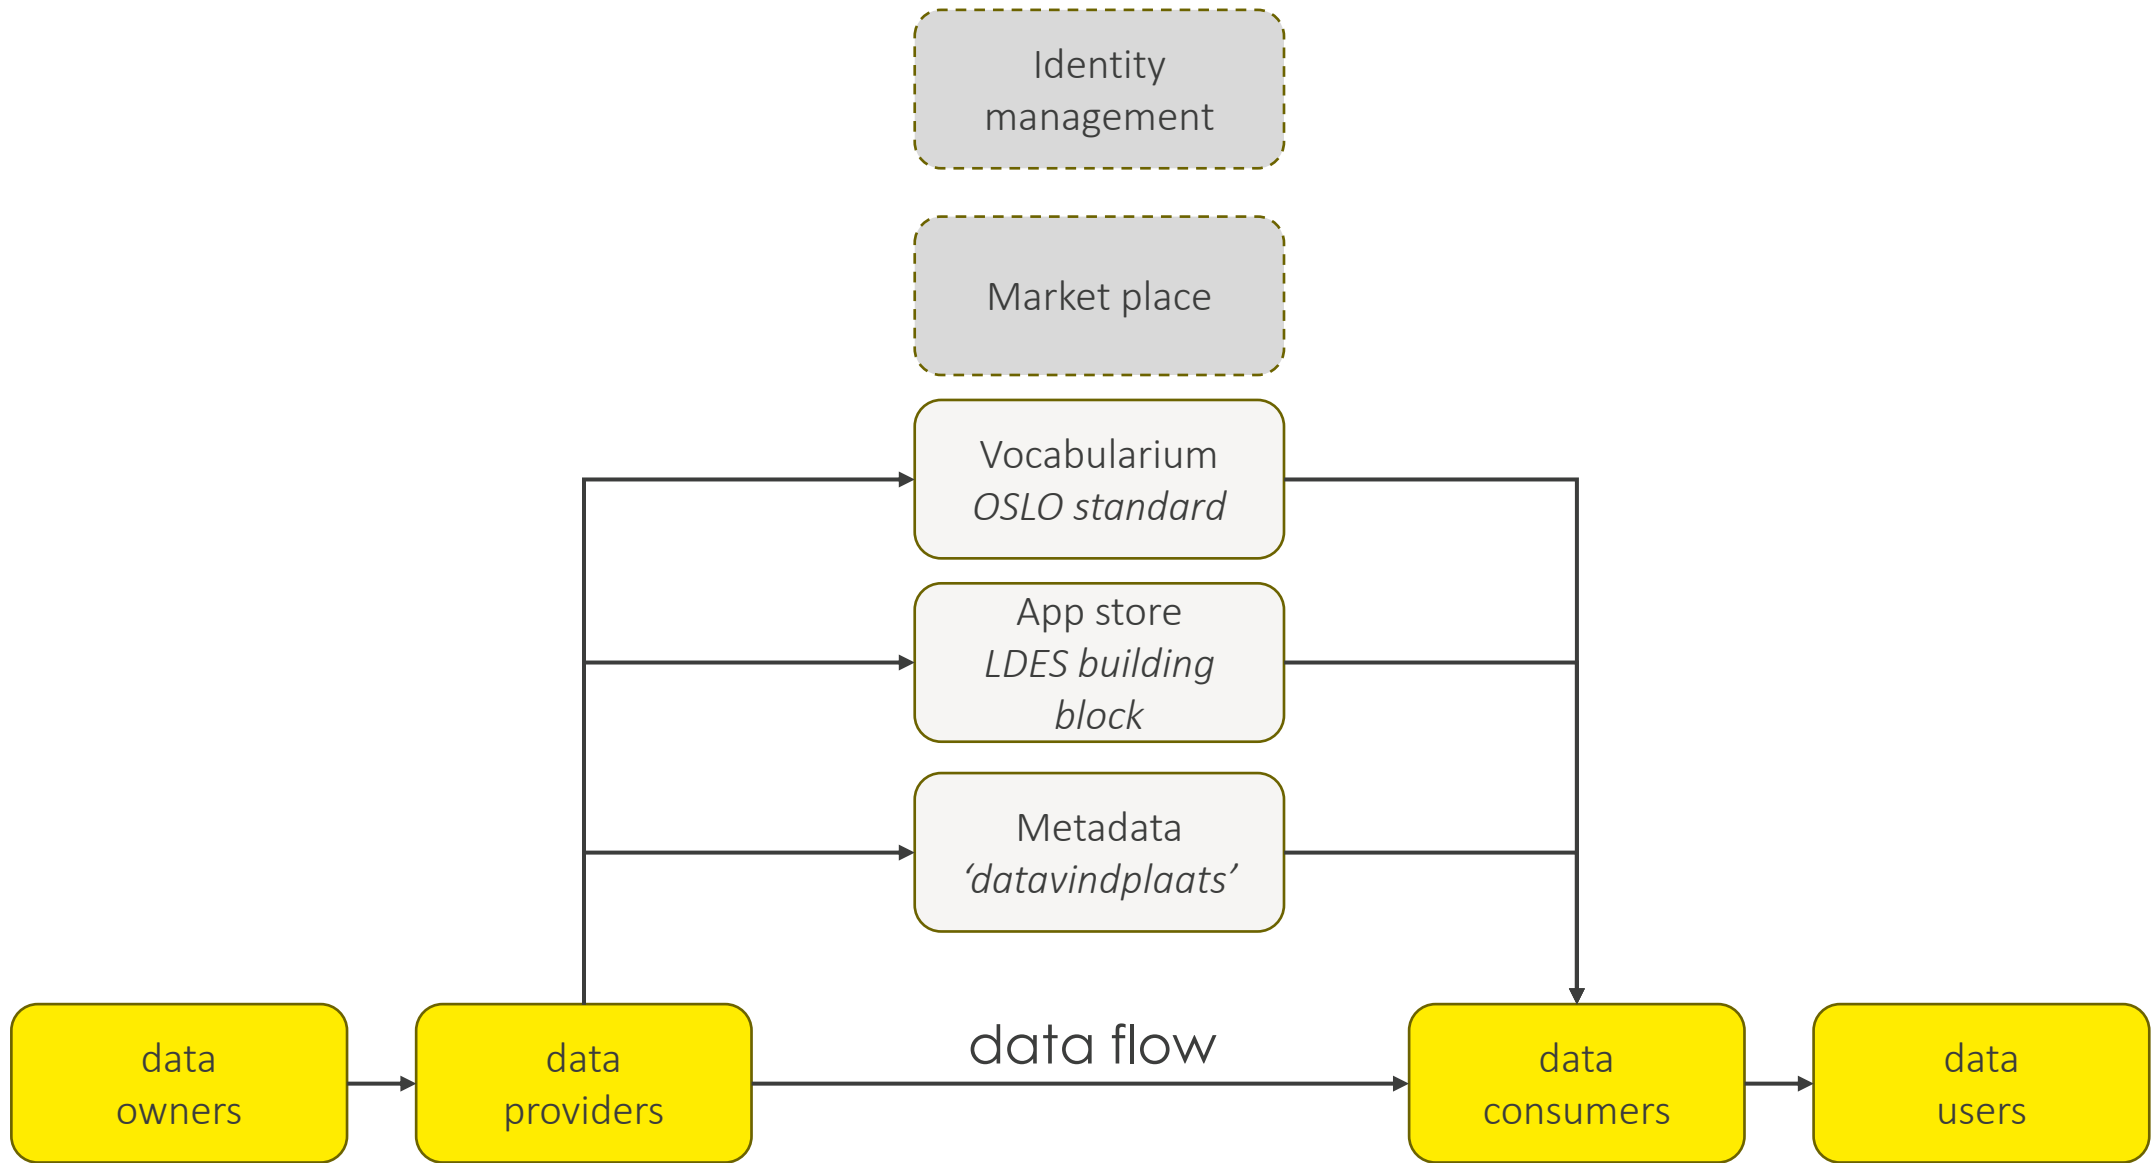 Identity
management
Market place
Vocabularium
OSLO standard
App store
LDES building
block
Metadata
‘datavindplaats’
data flow
data
owners
data
providers
data
consumers
data
users